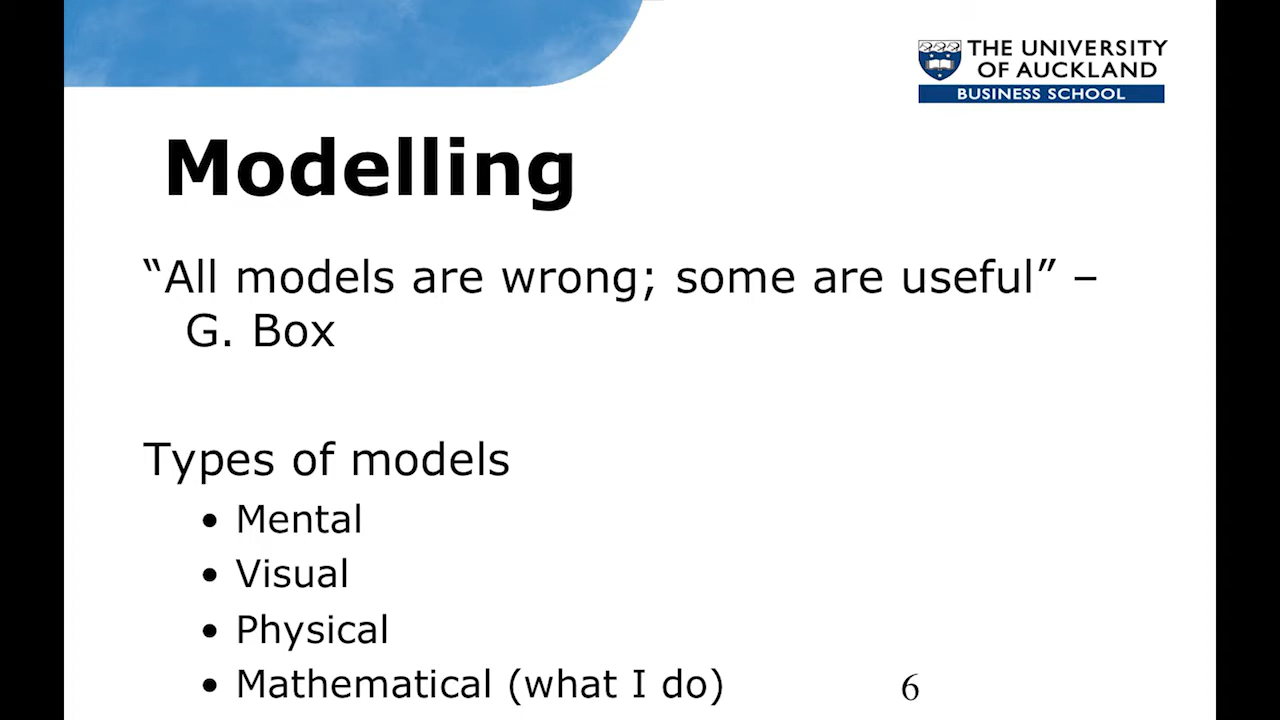 THE UNIVERSITY
OF AUCKLAND
BUSINESS SCHOOL
Modelling
“All models are wrong; some are useful” –
G. Box
Types of models
• Mental
• Visual
• Physical
• Mathematical (what I do)
6